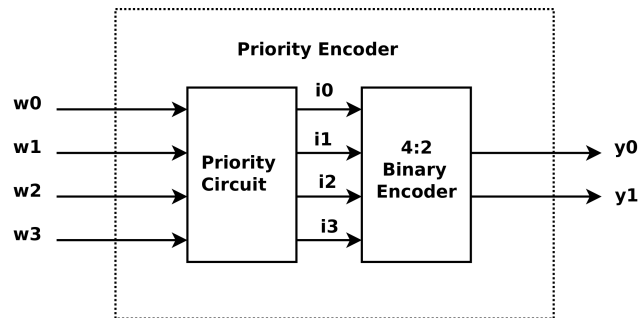 Priority Encoder
w0
w1
w2
w3
Priority
Circuit
i0
i1
i2
i3
4:2
Binary
Encoder
y0
y1